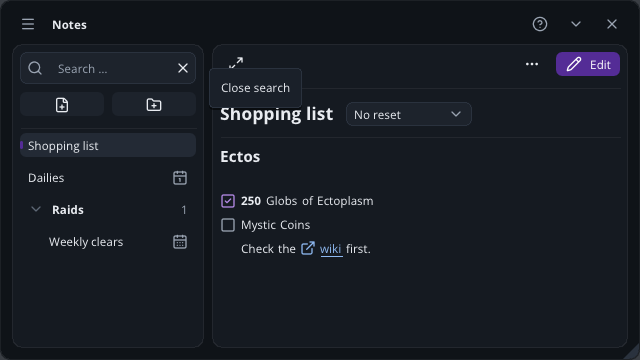 Notes
Search ...
Close search
Edit
Shopping list
Dailies
Raids 1
Weekly clears
Shopping list
No reset
Ectos
250 Globs of Ectoplasm
Mystic Coins
Check the wiki first.